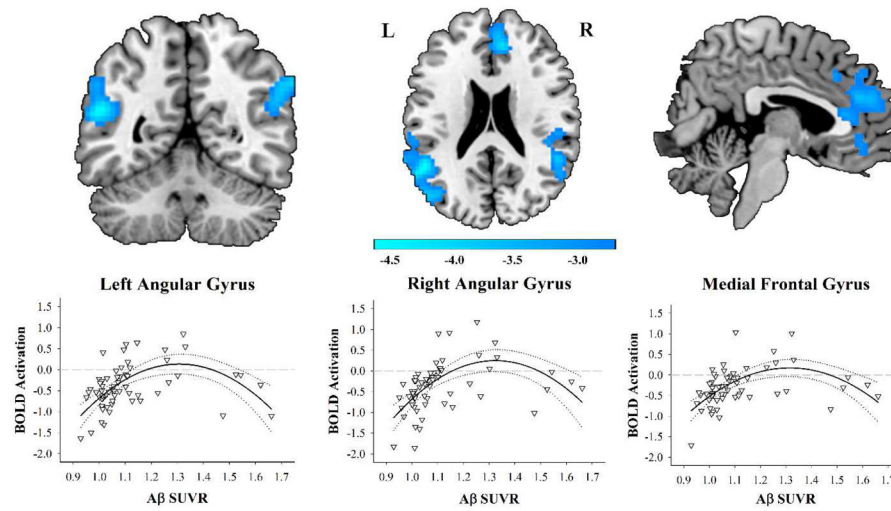 L R
-4.5 -4.0 -3.5 -3.0
Left Angular Gyrus Right Angular Gyrus Medial Frontal Gyrus
BOLD Activation
1.5
1.0
0.5
0.0
-0.5
-1.0
-1.5
-2.0
0.9 1.0 1.1 1.2 1.3 1.4 1.5 1.6 1.7
Aβ SUVR
BOLD Activation
1.5
1.0
0.5
0.0
-0.5
-1.0
-1.5
-2.0
0.9 1.0 1.1 1.2 1.3 1.4 1.5 1.6 1.7
Aβ SUVR
BOLD Activation
1.5
1.0
0.5
0.0
-0.5
-1.0
-1.5
-2.0
0.9 1.0 1.1 1.2 1.3 1.4 1.5 1.6 1.7
Aβ SUVR